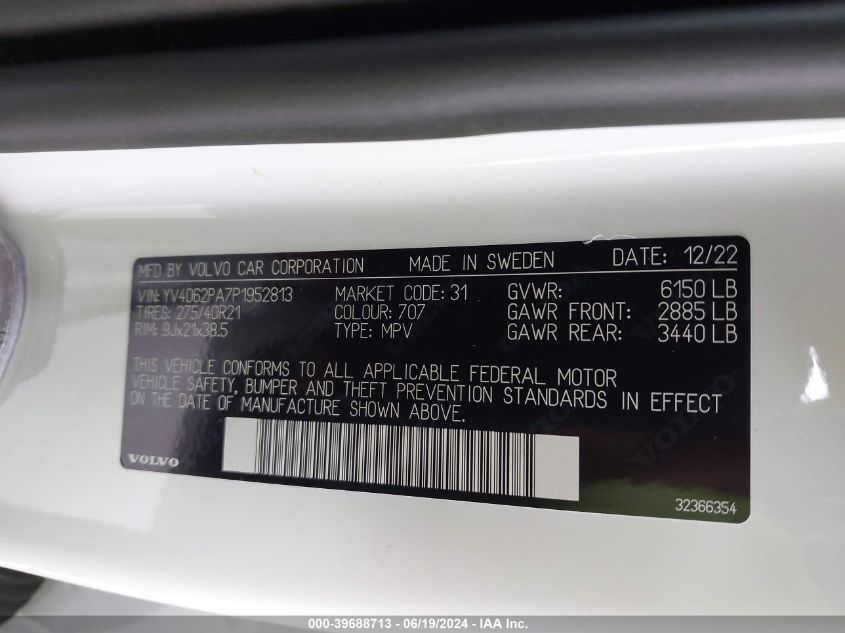 MFD BY VOLVO CAR CORPORATION MADE IN SWEDEN DATE: 12/22
VIN: YV4062PA7P1952813 MARKET CODE: 31 GVWR: 6150 LB
TIRES: 275/40R21 COLOUR: 707 GAWR FRONT: 2885 LB
RIM: 9Jx21x38.5 TYPE: MPV GAWR REAR: 3440 LB
THIS VEHICLE CONFORMS TO ALL APPLICABLE FEDERAL MOTOR
VEHICLE SAFETY, BUMPER AND THEFT PREVENTION STANDARDS IN EFFECT
ON THE DATE OF MANUFACTURE SHOWN ABOVE.
VOLVO
32366354
000-39688713 - 06/19/2024 - IAA Inc.